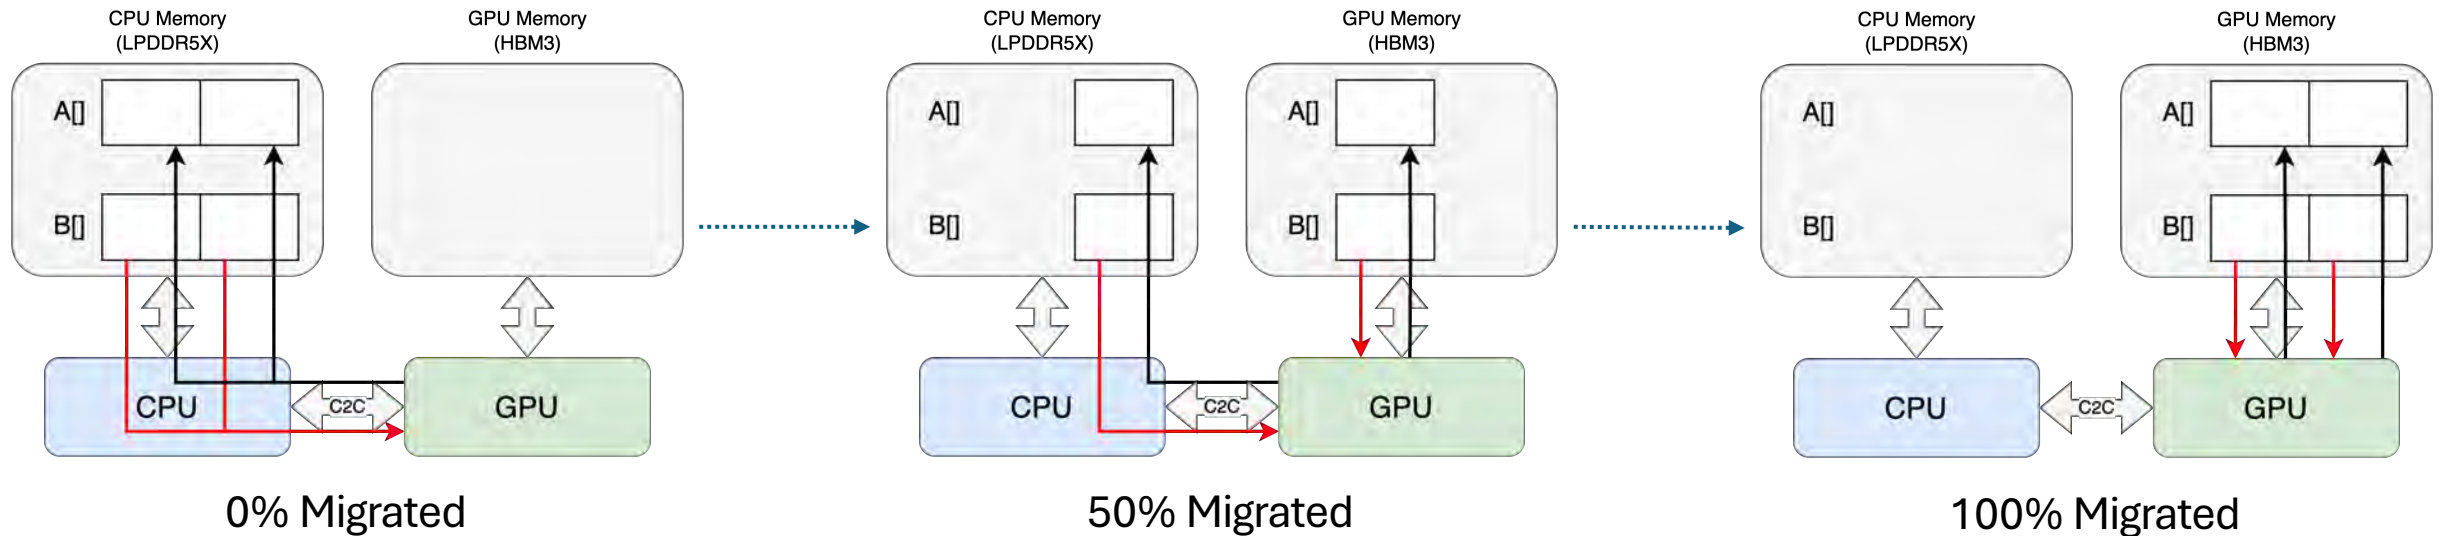 CPU Memory
(LPDDR5X)
GPU Memory
(HBM3)
A[]
B[]
CPU
C2C
GPU
0% Migrated
CPU Memory
(LPDDR5X)
GPU Memory
(HBM3)
A[]
A[]
B[]
B[]
CPU
C2C
GPU
50% Migrated
CPU Memory
(LPDDR5X)
GPU Memory
(HBM3)
A[]
A[]
B[]
B[]
CPU
C2C
GPU
100% Migrated